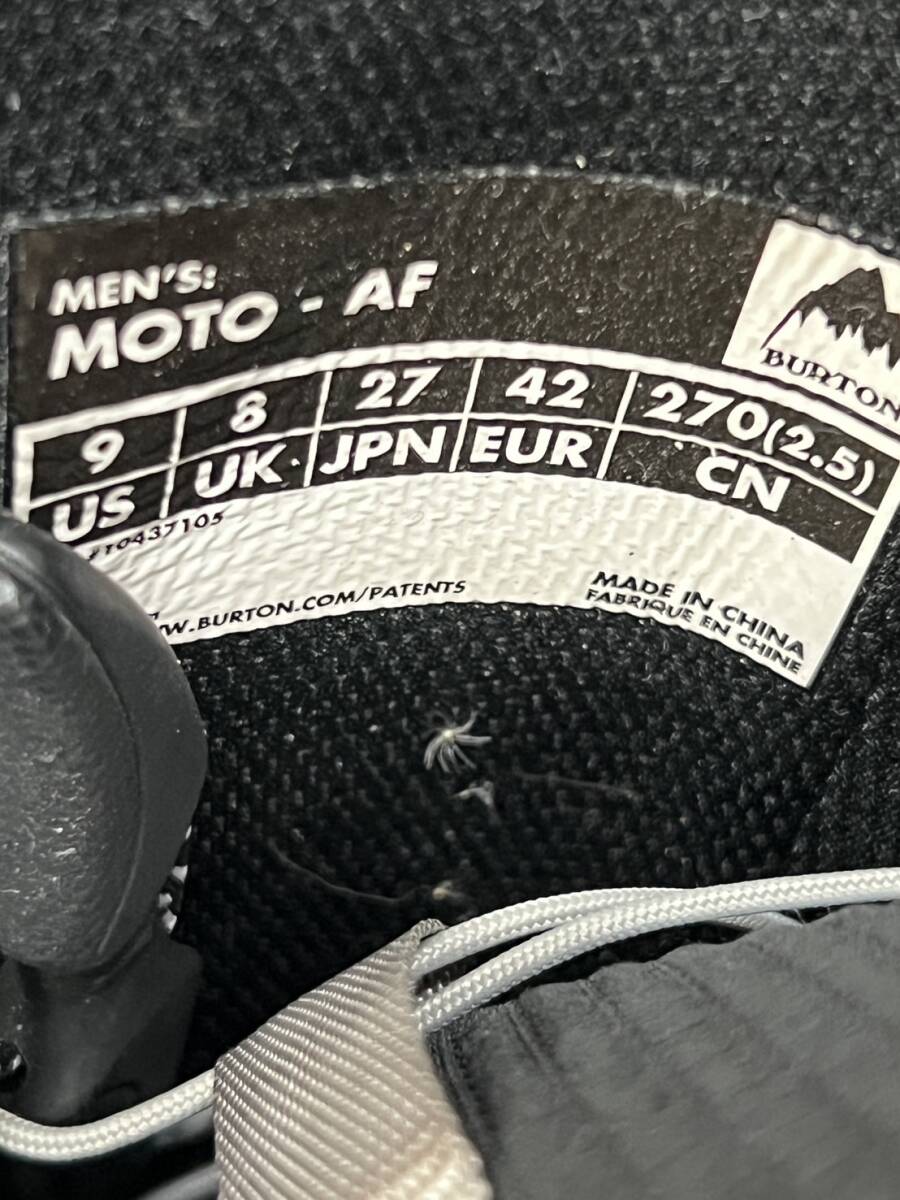 MEN'S:
MOTO - AF
BURTON
9 8 27 42 270(2.5)
US UK JPN EUR CN
#10437105
W.BURTON.COM/PATENTS
MADE IN CHINA
FABRIQUE EN CHINE